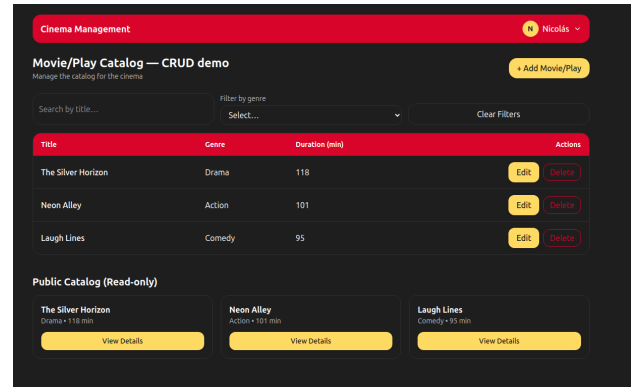 Cinema Management
N Nicolás
Movie/Play Catalog — CRUD demo
Manage the catalog for the cinema
+ Add Movie/Play
Filter by genre
Search by title...
Select...
Clear Filters
Title Genre Duration (min) Actions
The Silver Horizon Drama 118 Edit Delete
Neon Alley Action 101 Edit Delete
Laugh Lines Comedy 95 Edit Delete
Public Catalog (Read-only)
The Silver Horizon
Drama • 118 min
View Details
Neon Alley
Action • 101 min
View Details
Laugh Lines
Comedy • 95 min
View Details